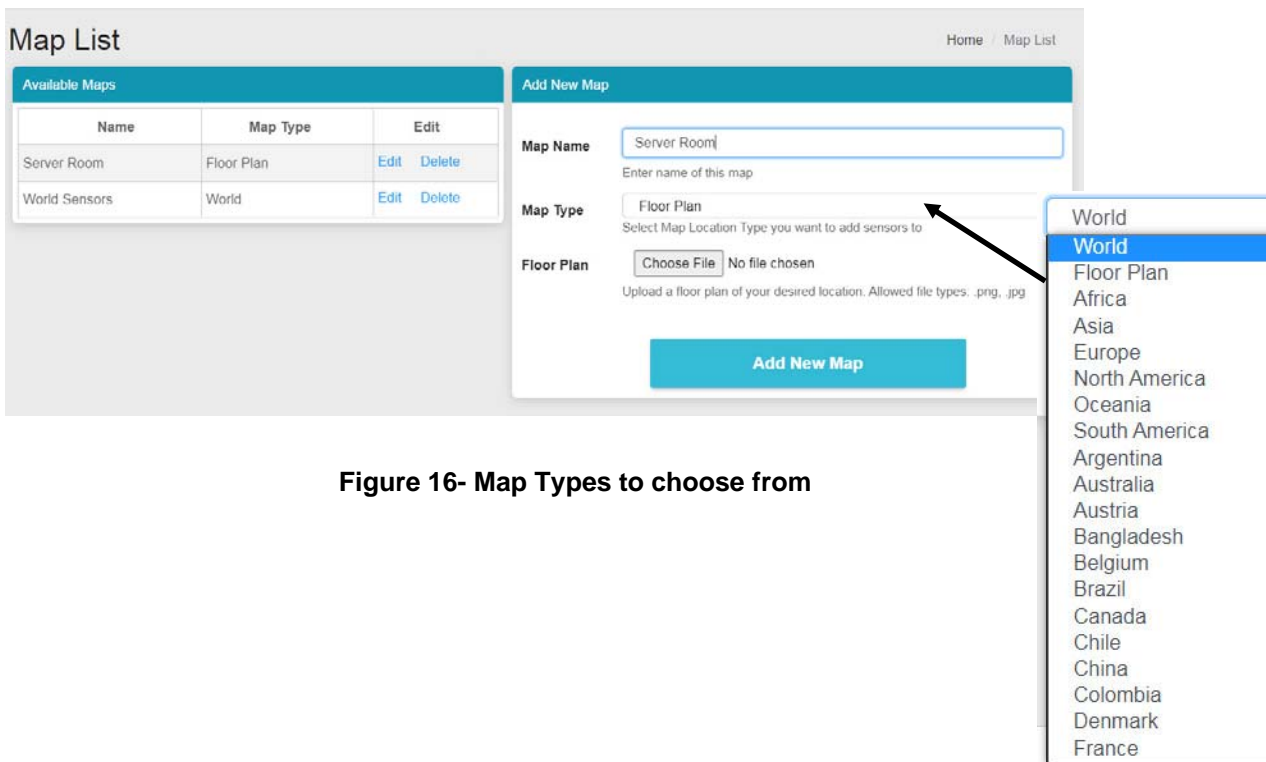 Map List
Home / Map List
Available Maps
Name Map Type Edit
Server Room Floor Plan Edit Delete
World Sensors World Edit Delete
Add New Map
Map Name Server Room
Enter name of this map
Map Type Floor Plan
Select Map Location Type you want to add sensors to
Floor Plan Choose File No file chosen
Upload a floor plan of your desired location. Allowed file types. .png, .jpg
Add New Map
World
World
Floor Plan
Africa
Asia
Europe
North America
Oceania
South America
Argentina
Australia
Austria
Bangladesh
Belgium
Brazil
Canada
Chile
China
Colombia
Denmark
France
Figure 16- Map Types to choose from